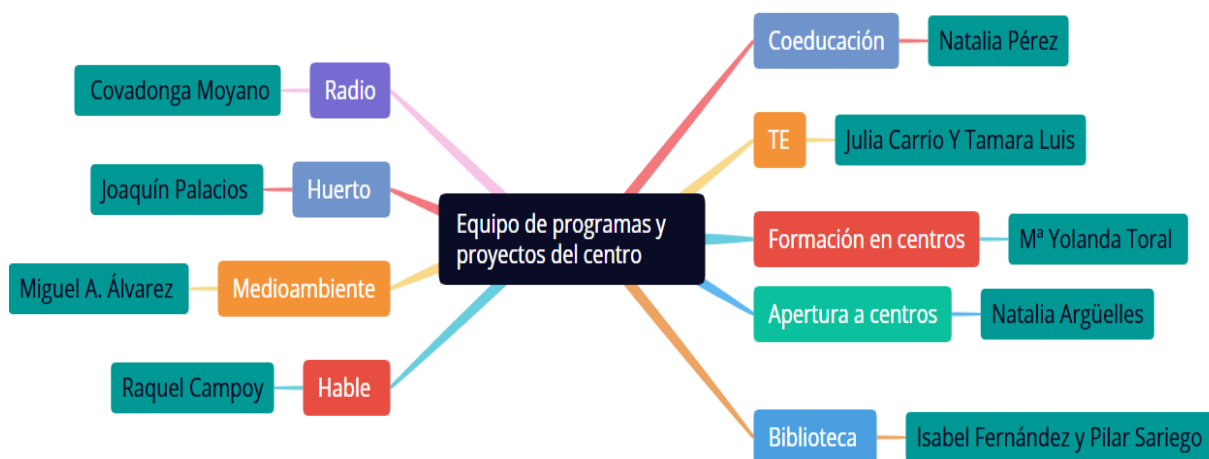 Equipo de programas y
proyectos del centro
Radio
Covadonga Moyano
Huerto
Joaquín Palacios
Medioambiente
Miguel A. Álvarez
Hable
Raquel Campoy
Coeducación
Natalia Pérez
TE
Julia Carrio Y Tamara Luis
Formación en centros
Mª Yolanda Toral
Apertura a centros
Natalia Argüelles
Biblioteca
Isabel Fernández y Pilar Sariego